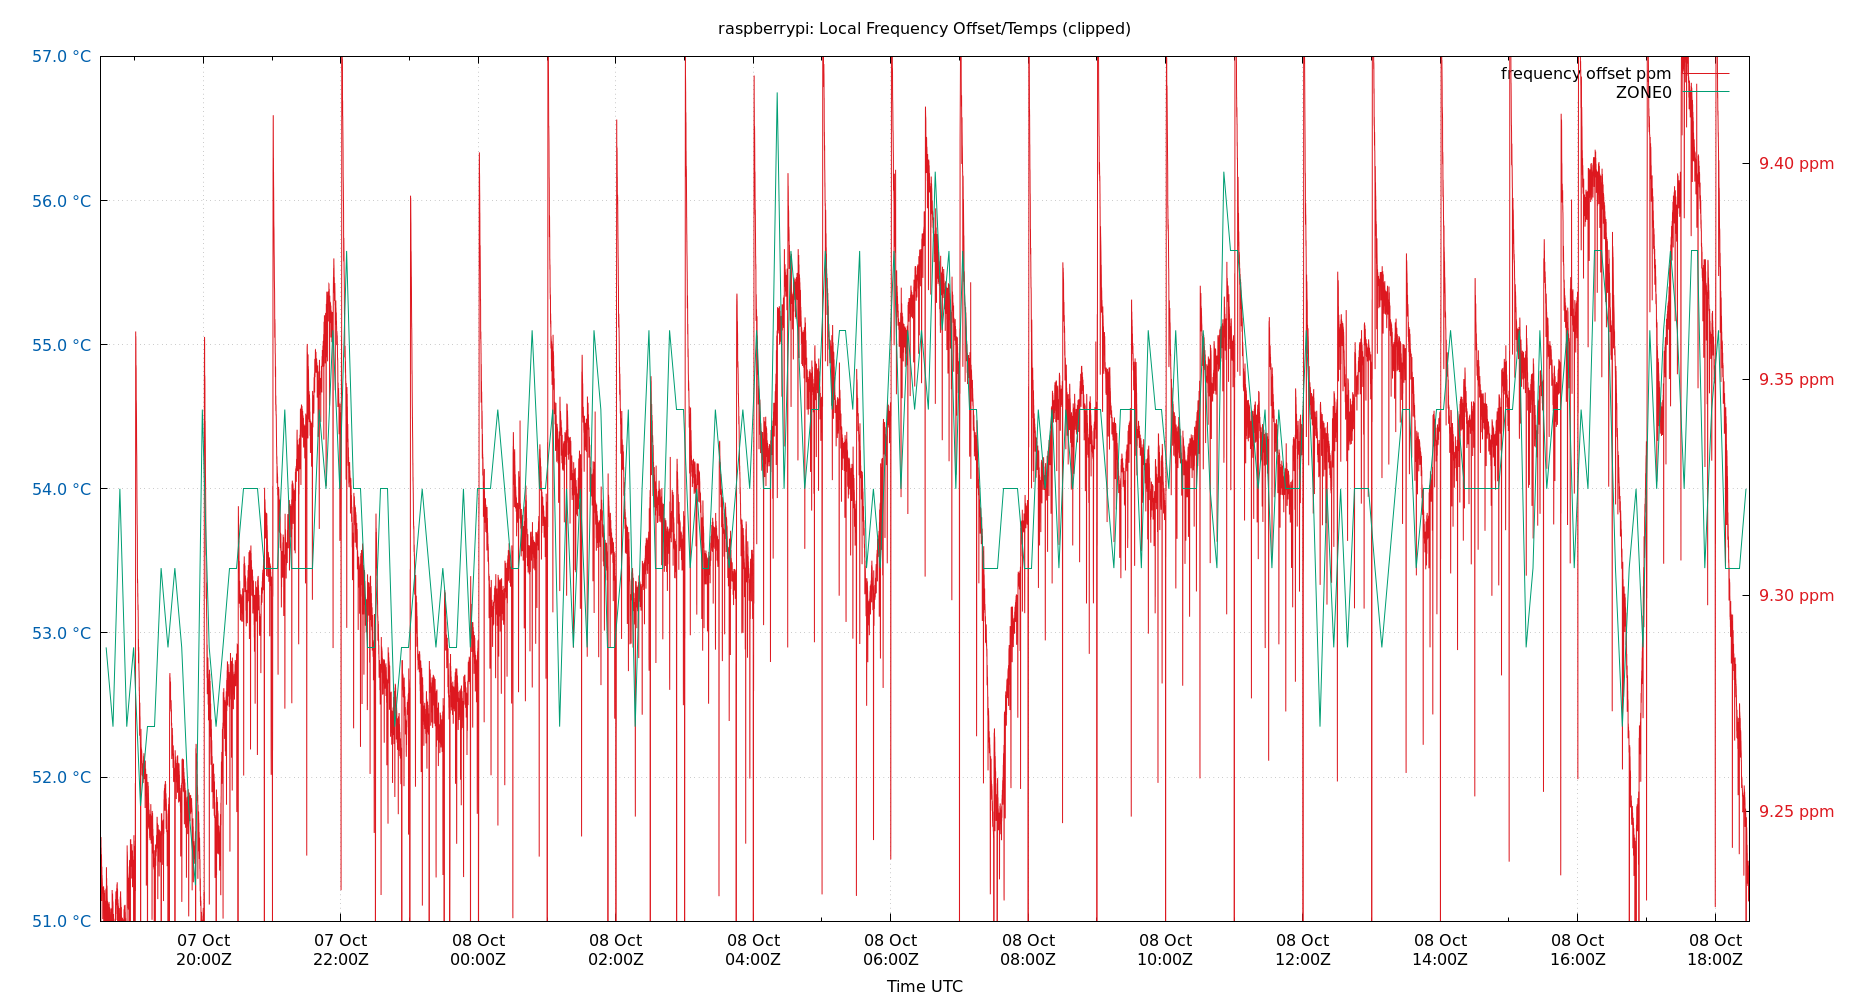 raspberrypi: Local Frequency Offset/Temps (clipped)
57.0 °C
56.0 °C
55.0 °C
54.0 °C
53.0 °C
52.0 °C
51.0 °C
frequency offset ppm
ZONE0
9.40 ppm
9.35 ppm
9.30 ppm
9.25 ppm
07 Oct
20:00Z
07 Oct
22:00Z
08 Oct
00:00Z
08 Oct
02:00Z
08 Oct
04:00Z
08 Oct
06:00Z
08 Oct
08:00Z
08 Oct
10:00Z
08 Oct
12:00Z
08 Oct
14:00Z
08 Oct
16:00Z
08 Oct
18:00Z
Time UTC